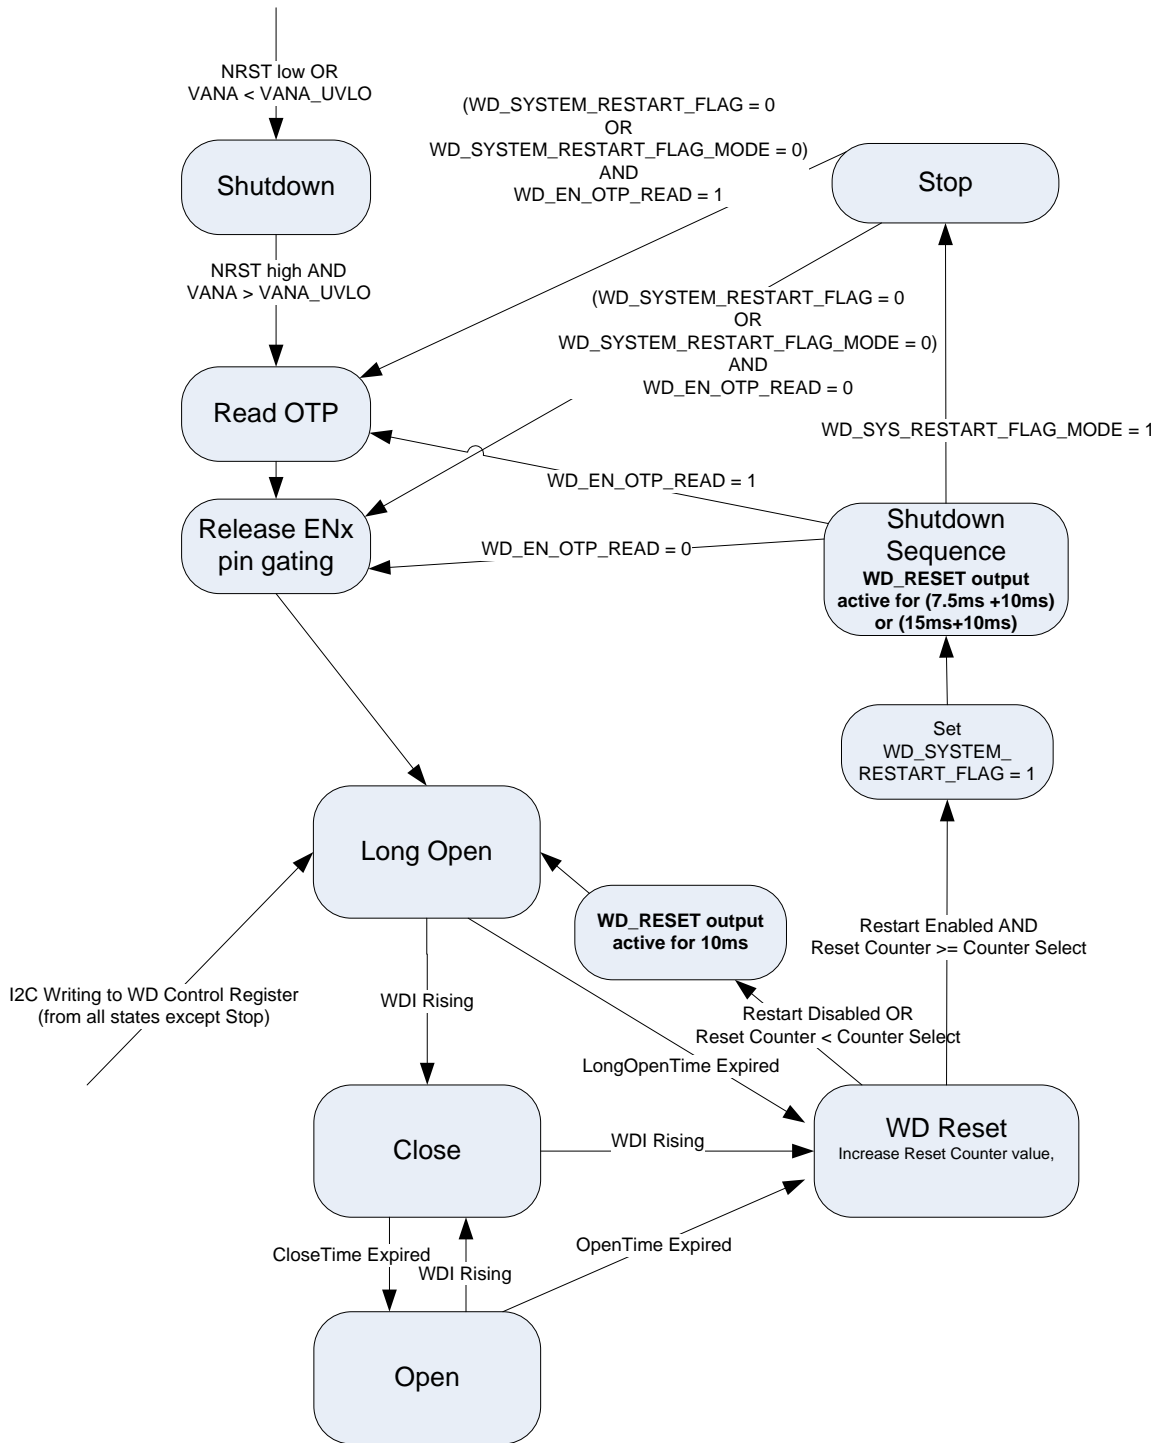 NRST low OR
VANA < VANA_UVLO
Shutdown
NRST high AND
VANA > VANA_UVLO
(WD_SYSTEM_RESTART_FLAG = 0
OR
WD_SYSTEM_RESTART_FLAG_MODE = 0)
AND
WD_EN_OTP_READ = 1
Stop
(WD_SYSTEM_RESTART_FLAG = 0
OR
WD_SYSTEM_RESTART_FLAG_MODE = 0)
AND
WD_EN_OTP_READ = 0
Read OTP
WD_SYS_RESTART_FLAG_MODE = 1
WD_EN_OTP_READ = 1
Release ENx
pin gating
WD_EN_OTP_READ = 0
Shutdown
Sequence
WD_RESET output
active for (7.5ms +10ms)
or (15ms+10ms)
Set
WD_SYSTEM_
RESTART_FLAG = 1
Long Open
WD_RESET output
active for 10ms
Restart Enabled AND
Reset Counter >= Counter Select
I2C Writing to WD Control Register
(from all states except Stop)
WDI Rising
Restart Disabled OR
Reset Counter < Counter Select
LongOpenTime Expired
Close
WDI Rising
WD Reset
Increase Reset Counter value,
CloseTime Expired
WDI Rising
OpenTime Expired
Open